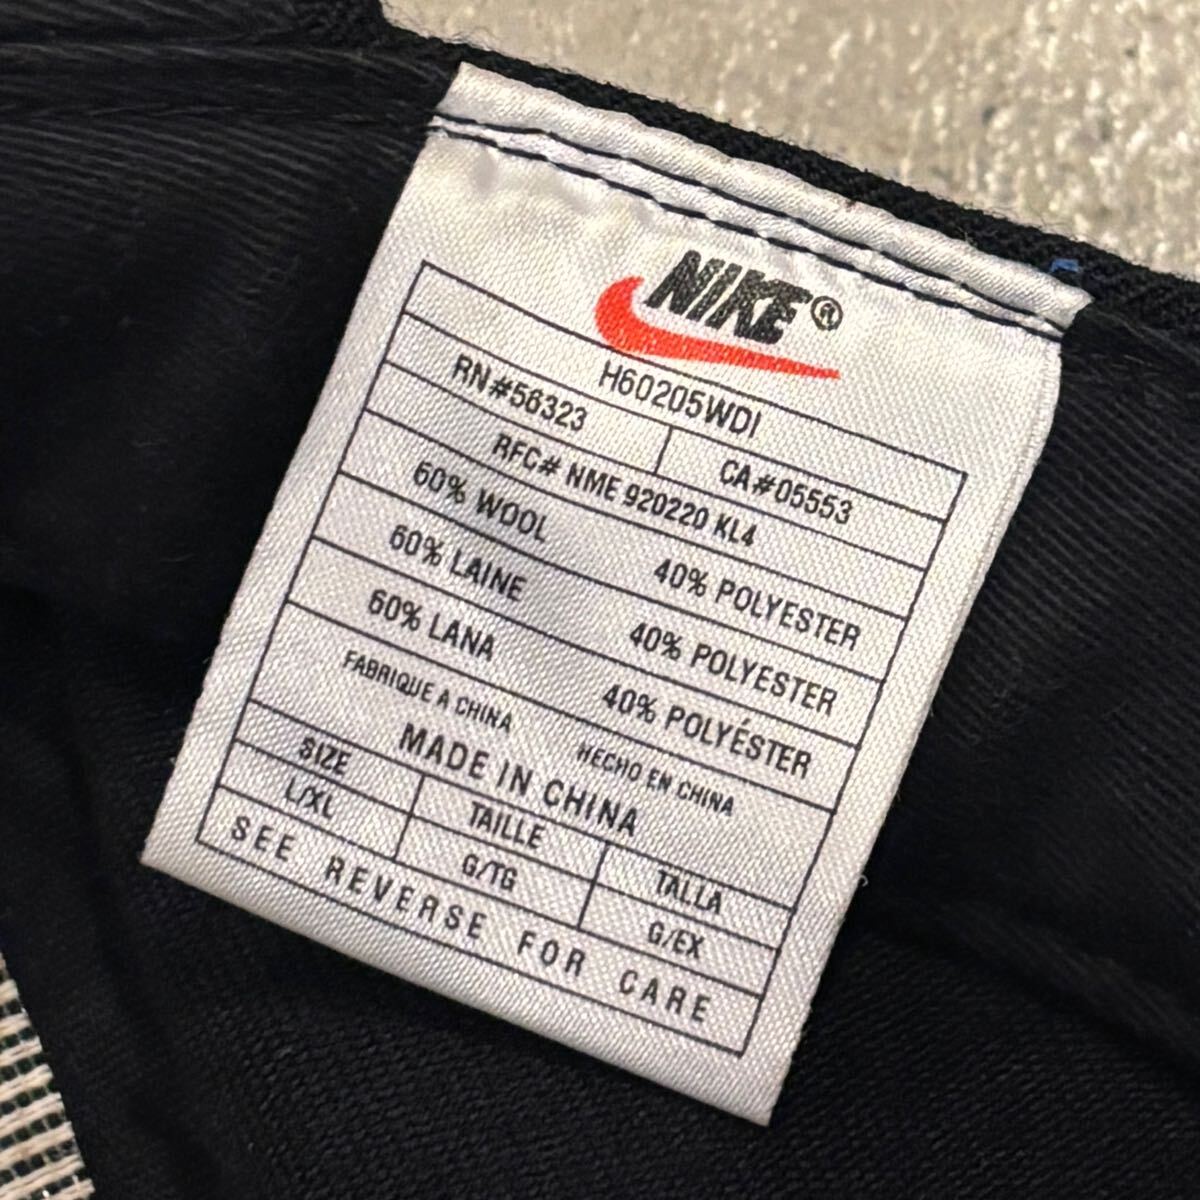 NIKE®
H60205WDI
RN#56323 CA#05553
RFC# NME 920220 KL4
60% WOOL 40% POLYESTER
60% LAINE 40% POLYESTER
60% LANA 40% POLYÉSTER
FABRIQUE A CHINA HECHO EN CHINA
MADE IN CHINA
SIZE TAILLE TALLA
L/XL G/TG G/EX
SEE REVERSE FOR CARE